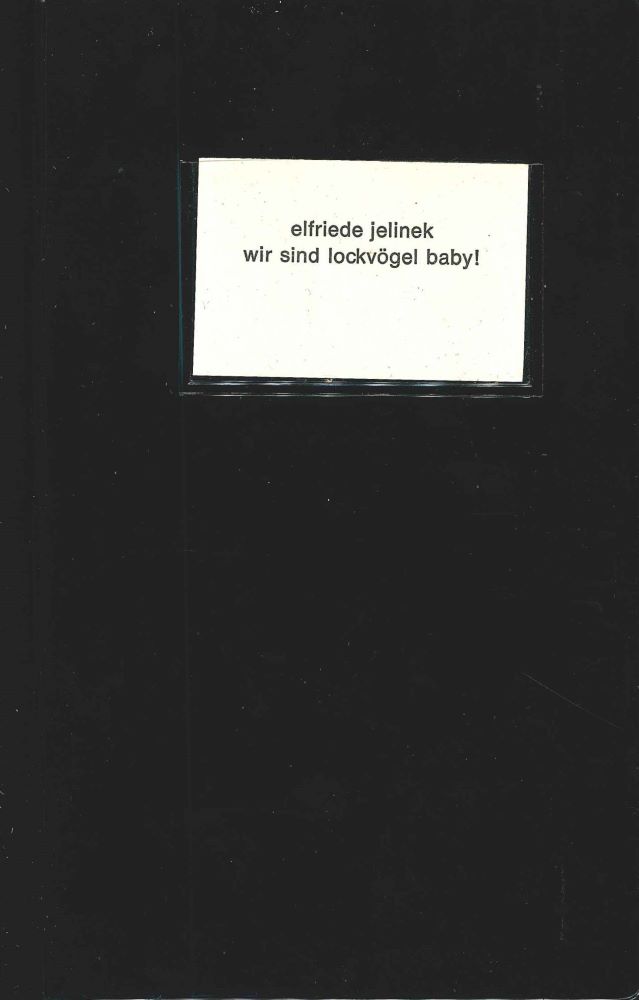 elfriede jelinek
wir sind lockvögel baby!